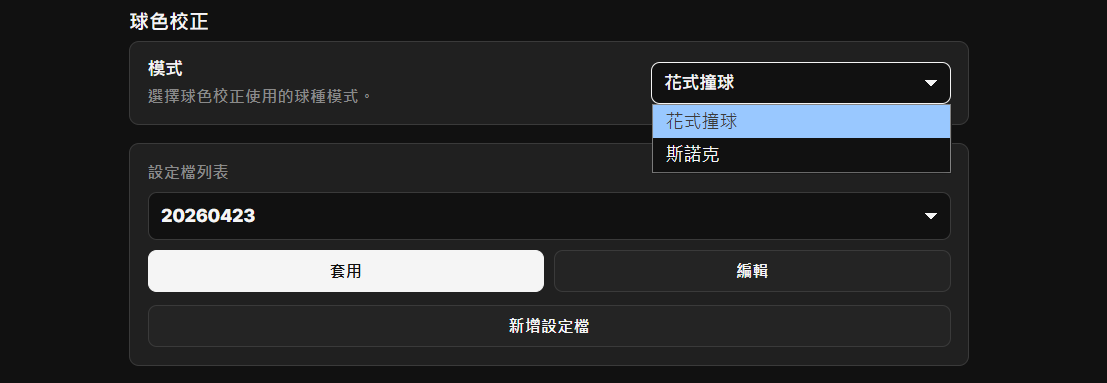 球色校正
模式
選擇球色校正使用的球種模式。
花式撞球
花式撞球
斯諾克
設定檔列表
20260423
套用
編輯
新增設定檔